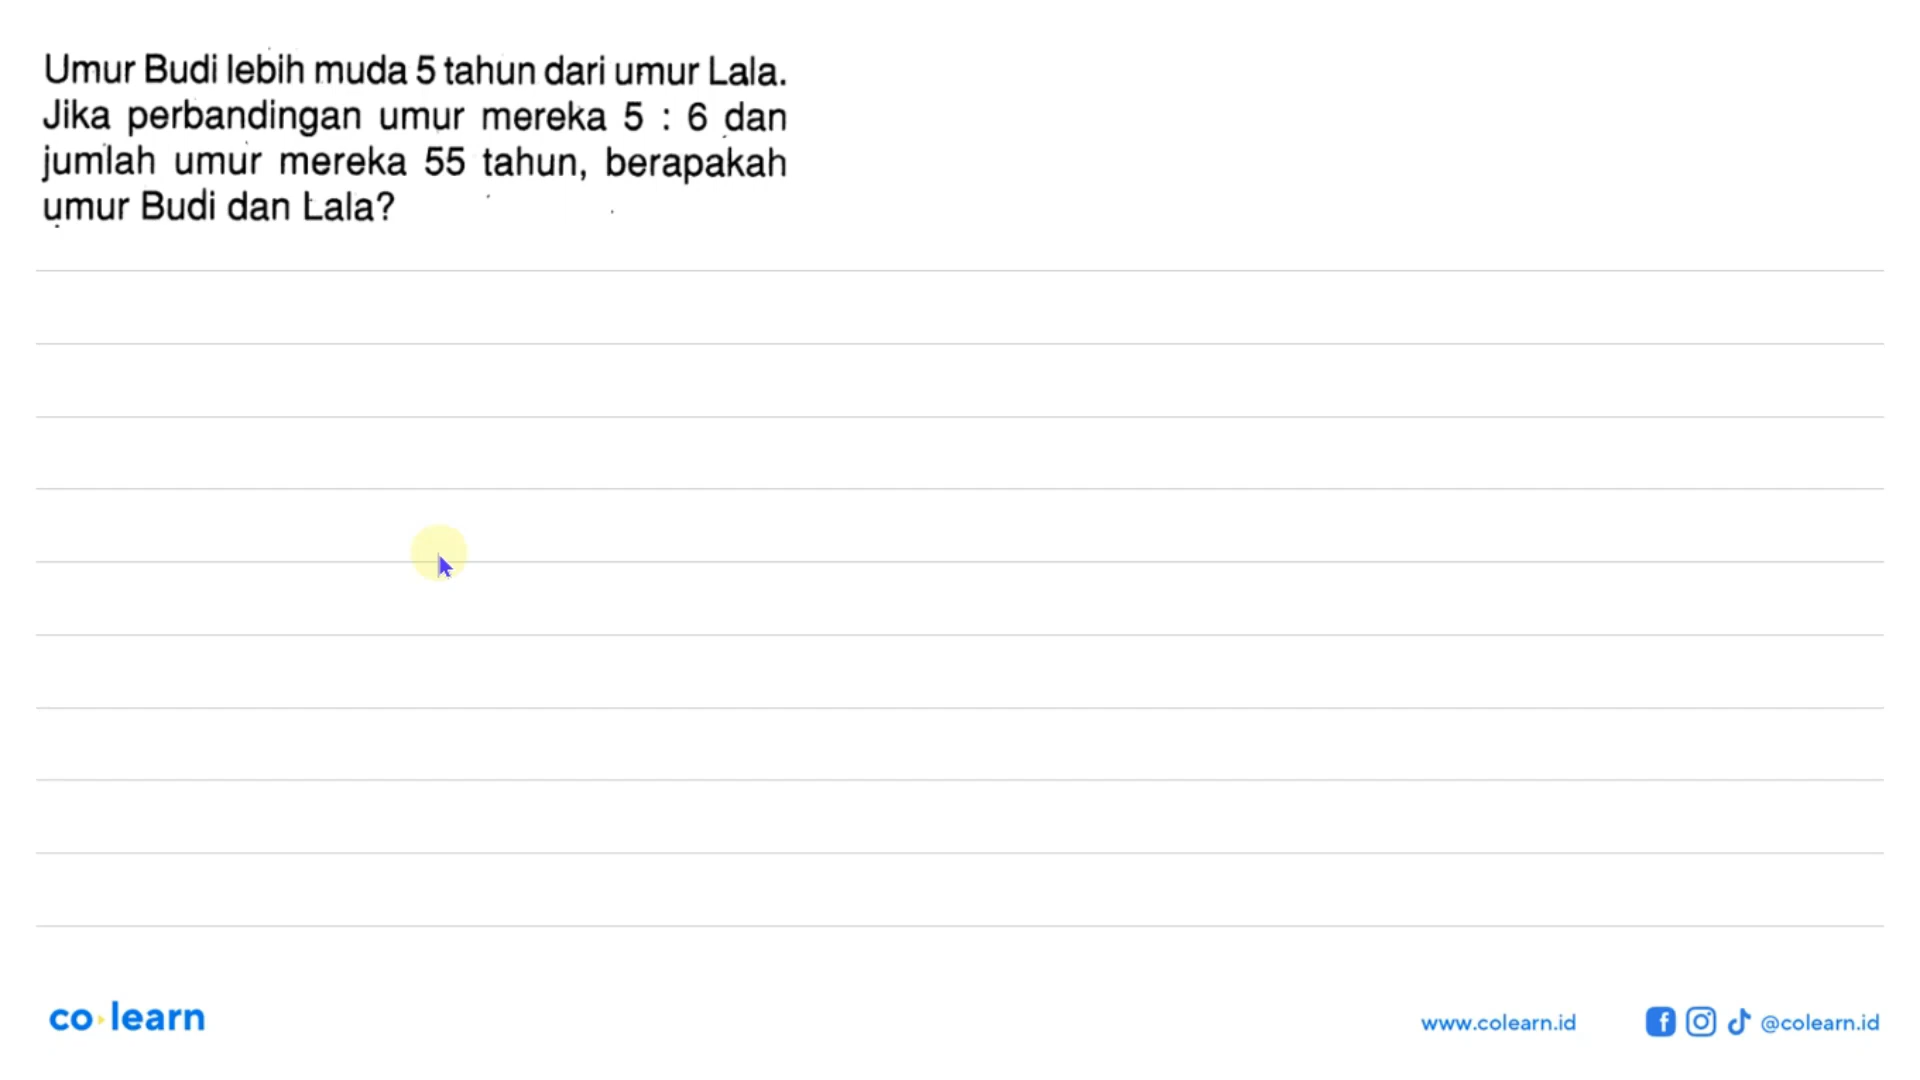 Umur Budi lebih muda 5 tahun dari umur Lala.
Jika perbandingan umur mereka 5 : 6 dan
jumlah umur mereka 55 tahun, berapakah
umur Budi dan Lala?
co learn
www.colearn.id @colearn.id